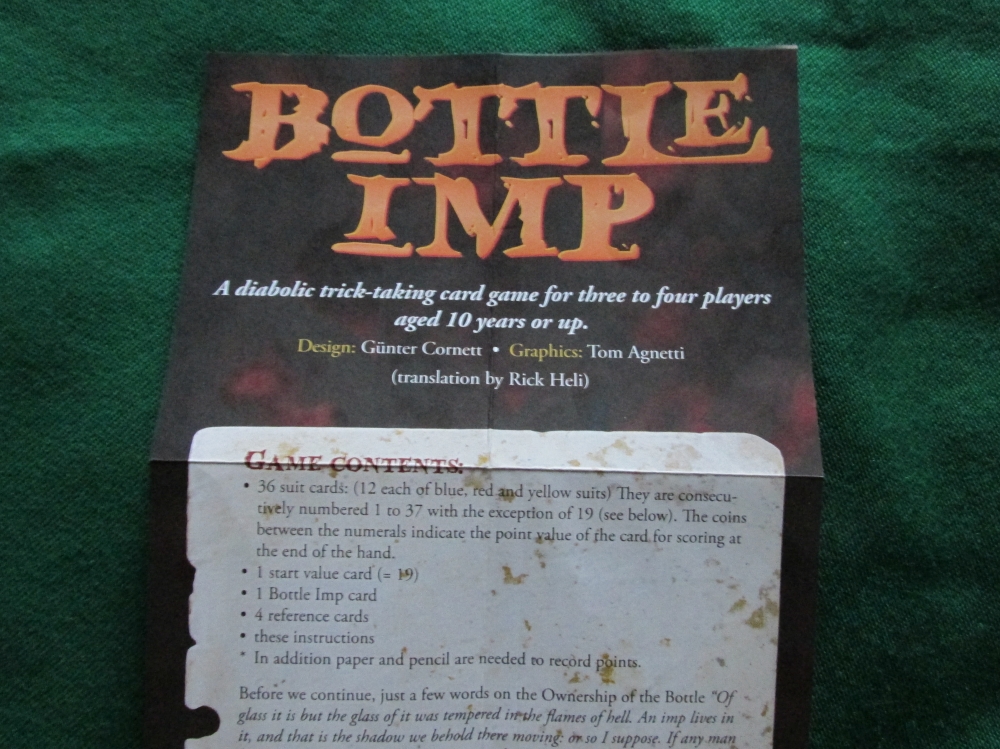 BOTTLE
IMP
A diabolic trick-taking card game for three to four players
aged 10 years or up.
Design: Günter Cornett • Graphics: Tom Agnetti
(translation by Rick Heli)
GAME CONTENTS:
• 36 suit cards: (12 each of blue, red and yellow suits) They are consecu-
tively numbered 1 to 37 with the exception of 19 (see below). The coins
between the numerals indicate the point value of the card for scoring at
the end of the hand.
• 1 start value card (= 19)
• 1 Bottle Imp card
• 4 reference cards
• these instructions
* In addition paper and pencil are needed to record points.
Before we continue, just a few words on the Ownership of the Bottle "Of
glass it is but the glass of it was tempered in the flames of hell. An imp lives in
it, and that is the shadow we behold there moving: or so I suppose. If any man